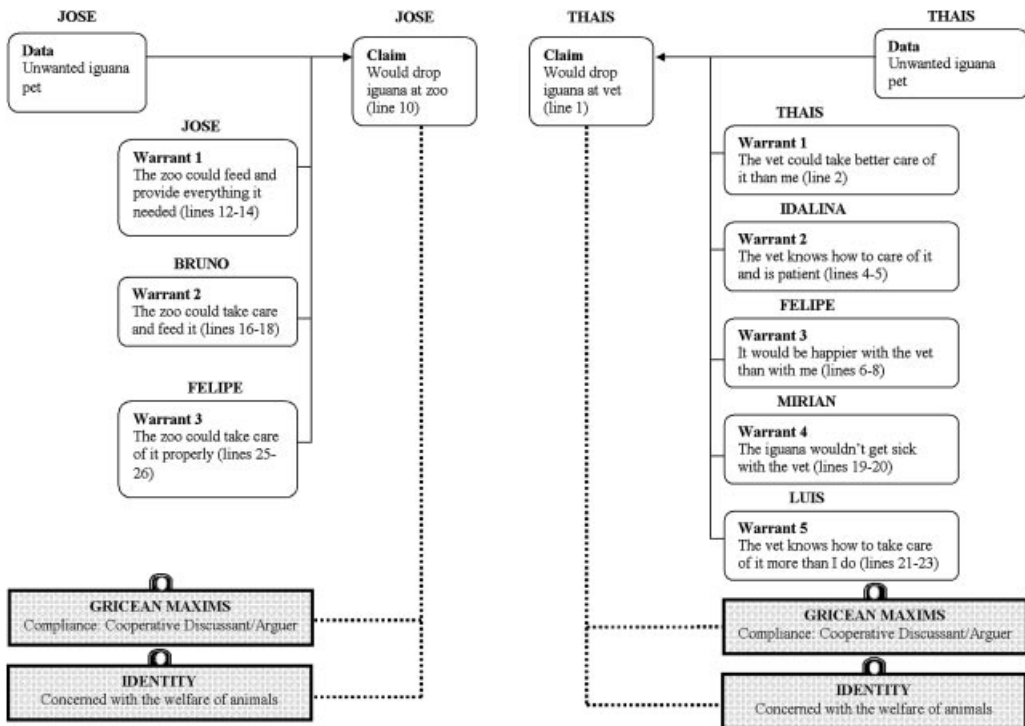 JOSE
Data
Unwanted iguana
pet
JOSE
Claim
Would drop
iguana at zoo
(line 10)
JOSE
Warrant 1
The zoo could feed and
provide everything it
needed (lines 12-14)
BRUNO
Warrant 2
The zoo could take care
and feed it (lines 16-18)
FELIPE
Warrant 3
The zoo could take care
of it properly (lines 25-
26)
GRICEAN MAXIMS
Compliance: Cooperative Discussant/Arguer
IDENTITY
Concerned with the welfare of animals
THAIS
Claim
Would drop
iguana at vet
(line 1)
THAIS
Data
Unwanted iguana
pet
THAIS
Warrant 1
The vet could take better care of
it than me (line 2)
IDALINA
Warrant 2
The vet knows how to care of it
and is patient (lines 4-5)
FELIPE
Warrant 3
It would be happier with the vet
than with me (lines 6-8)
MIRIAN
Warrant 4
The iguana wouldn't get sick
with the vet (lines 19-20)
LUIS
Warrant 5
The vet knows how to take care
of it more than I do (lines 21-23)
GRICEAN MAXIMS
Compliance: Cooperative Discussant/Arguer
IDENTITY
Concerned with the welfare of animals